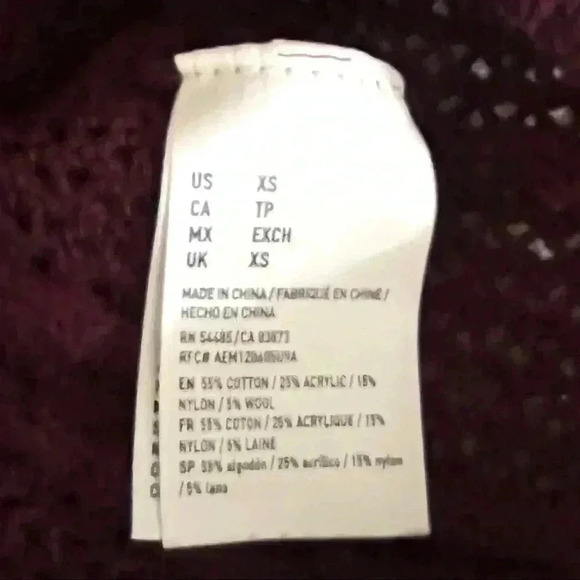 US XS
CA TP
MX EXCH
UK XS
MADE IN CHINA / FABRIQUÉ EN CHINE /
HECHO EN CHINA
RN 54485 / CA 03873
RFC#
EN 55% COTTON / 25% ACRYLIC / 15%
NYLON / 5% WOOL
FR 55% COTON / 25% ACRYLIQUE / 15%
NYLON / 5% LAINE
SP 55% algodón / 25% acrílico / 15% nylon
/ 5% lana